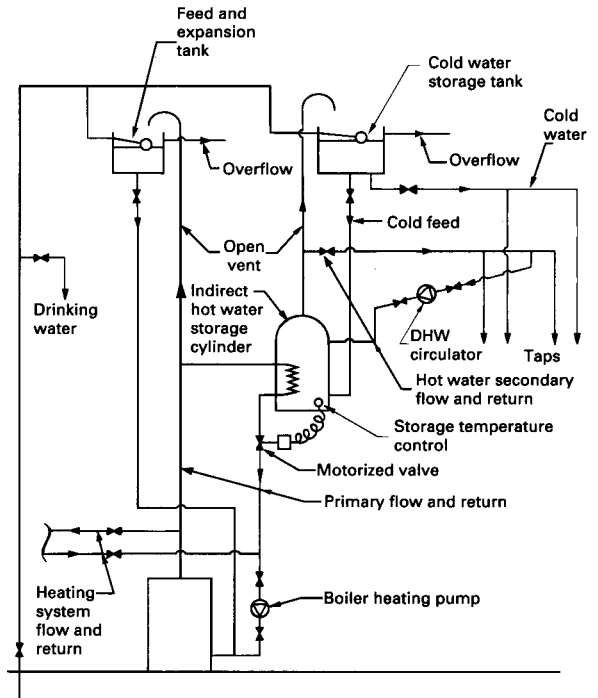 Feed and
expansion
tank
Cold water
storage tank
Cold
water
Overflow
Overflow
Cold feed
Open
vent
Indirect
hot water
storage
cylinder
Drinking
water
DHW
circulator
Taps
Hot water secondary
flow and return
Storage temperature
control
Motorized valve
Primary flow and return
Heating
system
flow and
return
Boiler heating pump